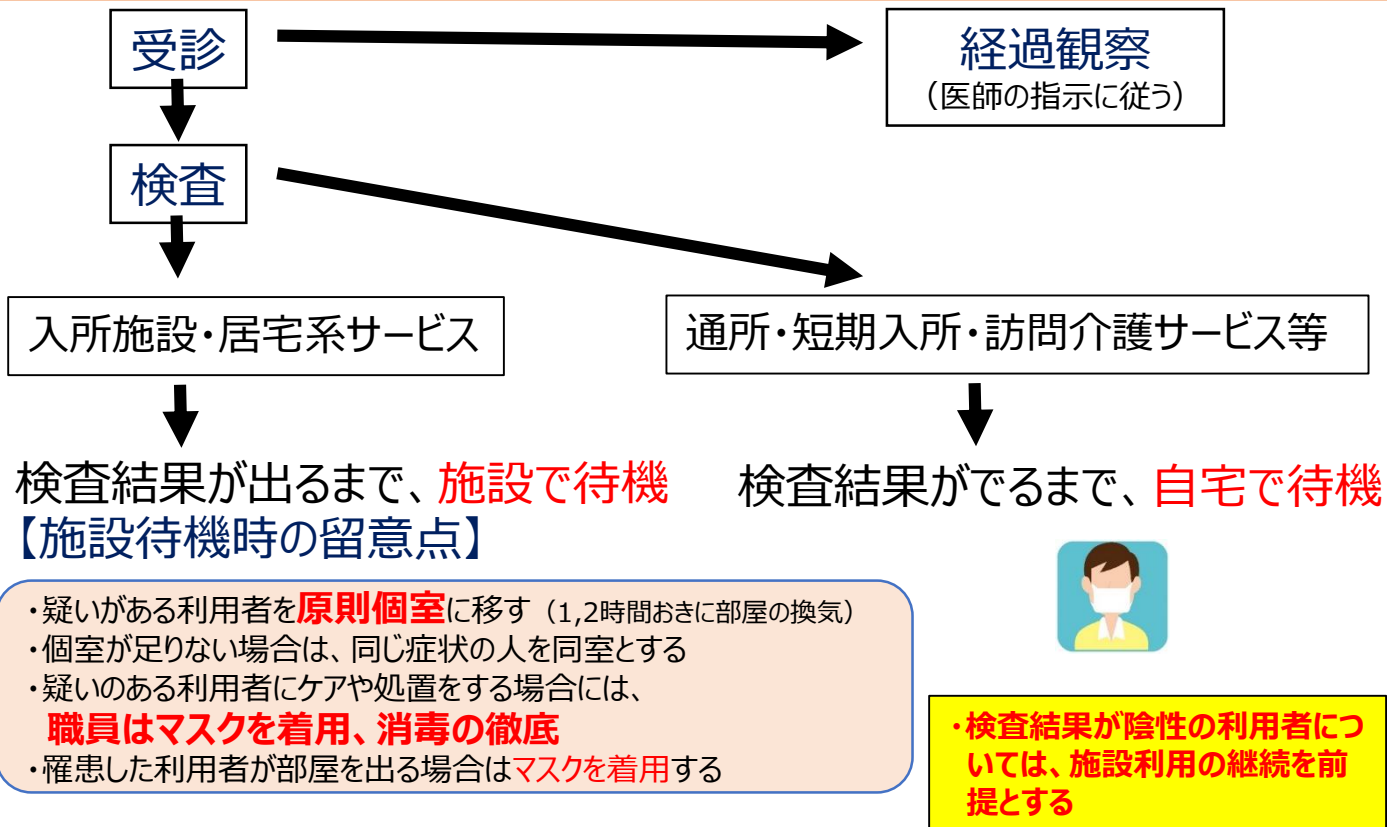 受診
経過観察
（医師の指示に従う）
検査
入所施設・居宅系サービス
通所・短期入所・訪問介護サービス等
検査結果が出るまで、施設で待機
【施設待機時の留意点】
検査結果がでるまで、自宅で待機
・疑いがある利用者を原則個室に移す（1,2時間おきに部屋の換気）
・個室が足りない場合は、同じ症状の人を同室とする
・疑いのある利用者にケアや処置をする場合には、
職員はマスクを着用、消毒の徹底
・罹患した利用者が部屋を出る場合はマスクを着用する
・検査結果が陰性の利用者につ
いては、施設利用の継続を前
提とする